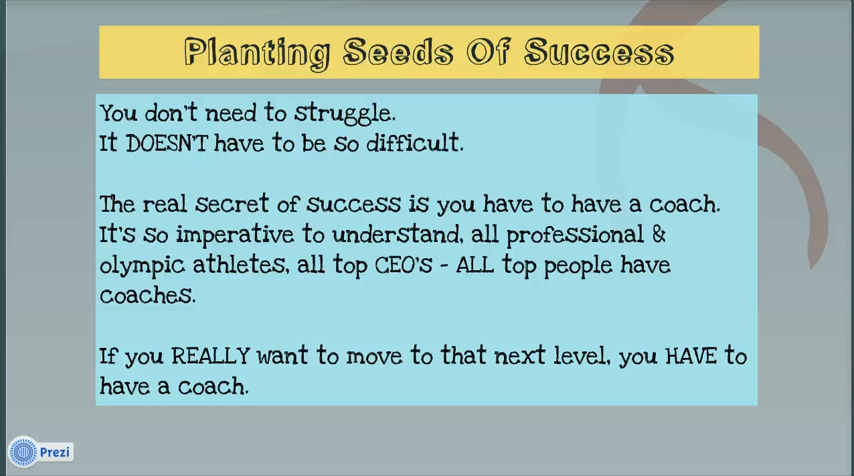 Planting Seeds Of Success
You don't need to struggle.
It DOESN'T have to be so difficult.
The real secret of success is you have to have a coach.
It's so imperative to understand, all professional &
olympic athletes, all top CEO's - ALL top people have
coaches.
If you REALLY want to move to that next level, you HAVE to
have a coach.
Prezi